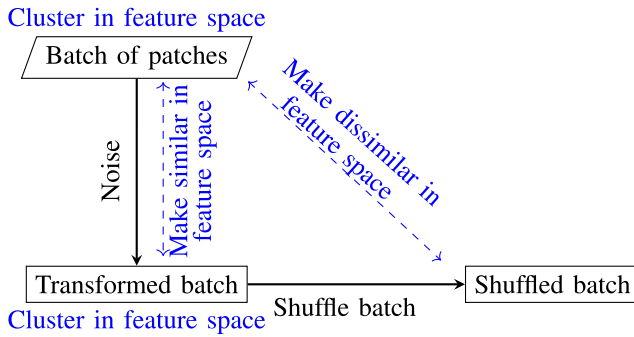 Cluster in feature space
Batch of patches
Noise
Make similar in
feature space
Make dissimilar in
feature space
Transformed batch
Shuffle batch
Shuffled batch
Cluster in feature space